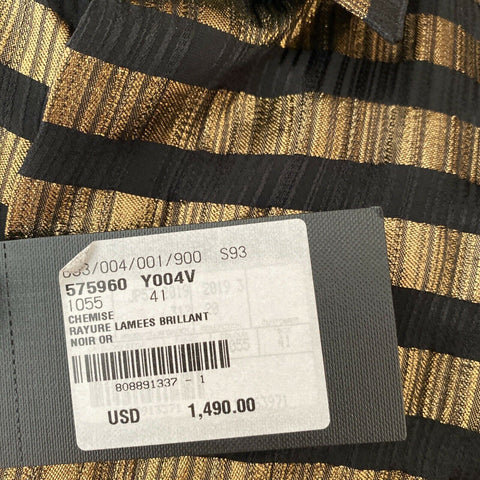 /004/001/900 S93
575960 Y004V
1055 41
CHEMISE
RAYURE LAMEES BRILLANT
NOIR OR
808891337 - 1
USD 1,490.00